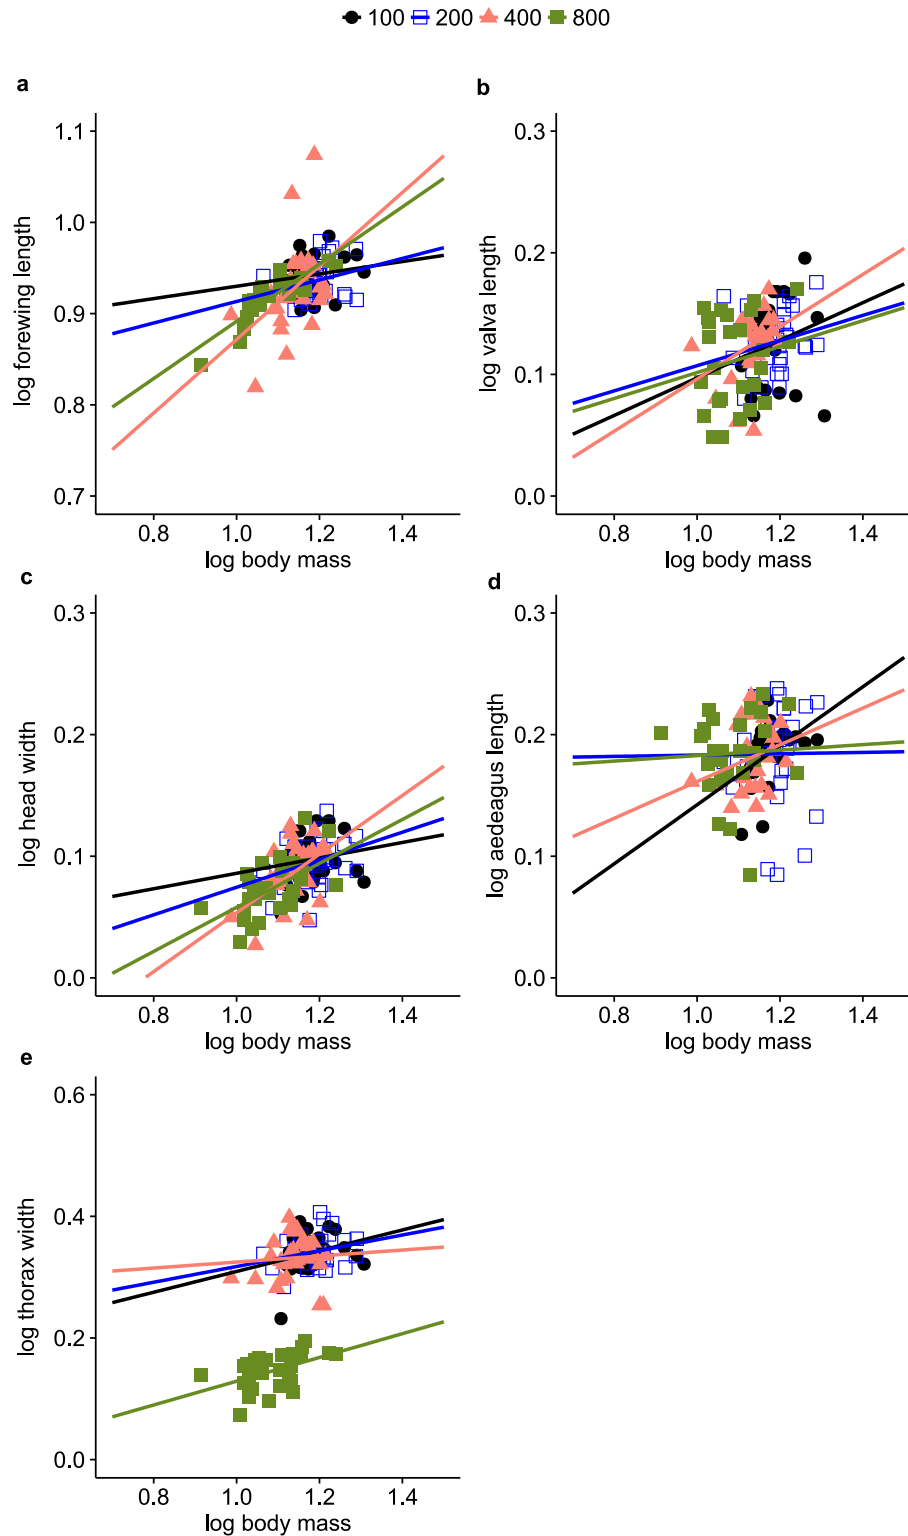 100 200 400 800
a
1.1
1.0
0.9
0.8
0.7
log forewing length
0.8 1.0 1.2 1.4
log body mass
b
0.3
0.2
0.1
0.0
log valva length
0.8 1.0 1.2 1.4
log body mass
c
0.3
0.2
0.1
0.0
log head width
0.8 1.0 1.2 1.4
log body mass
d
0.3
0.2
0.1
0.0
log aedeagus length
0.8 1.0 1.2 1.4
log body mass
e
0.6
0.4
0.2
0.0
log thorax width
0.8 1.0 1.2 1.4
log body mass